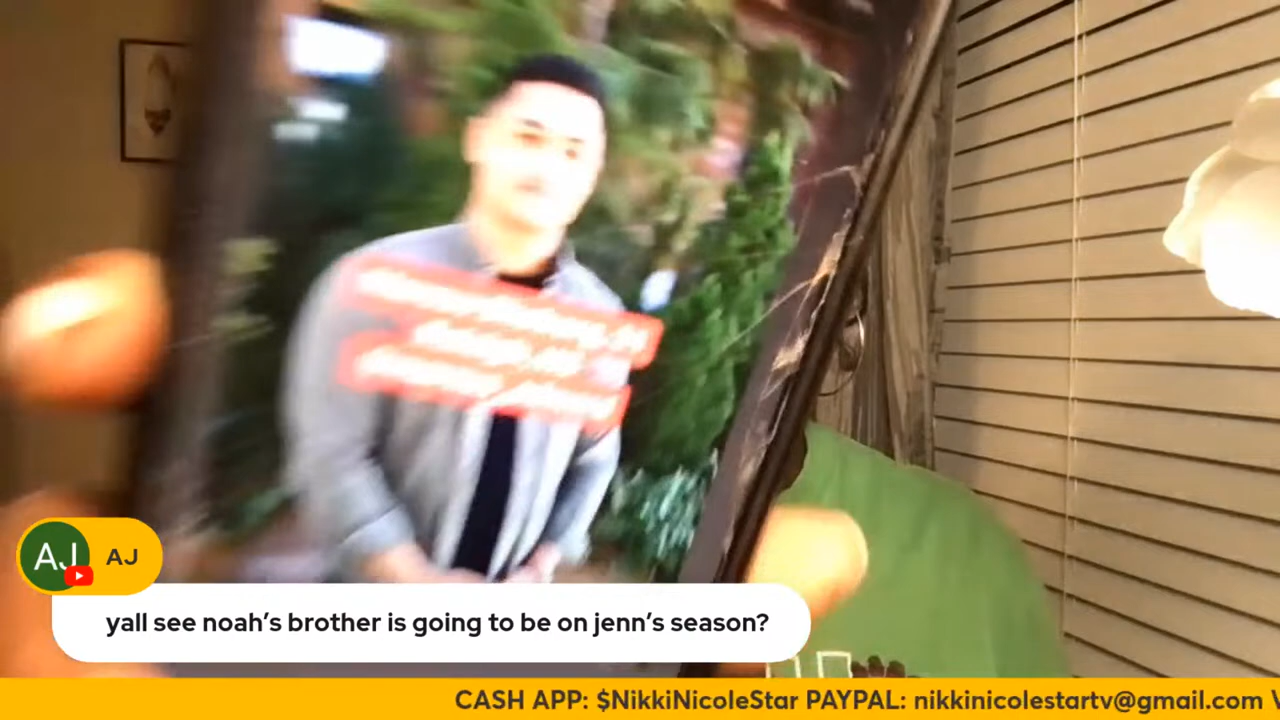 AJ
AJ
yall see noah's brother is going to be on jenn's season?
CASH APP: $NikkiNicoleStar PAYPAL: nikkinicolestartv@gmail.com